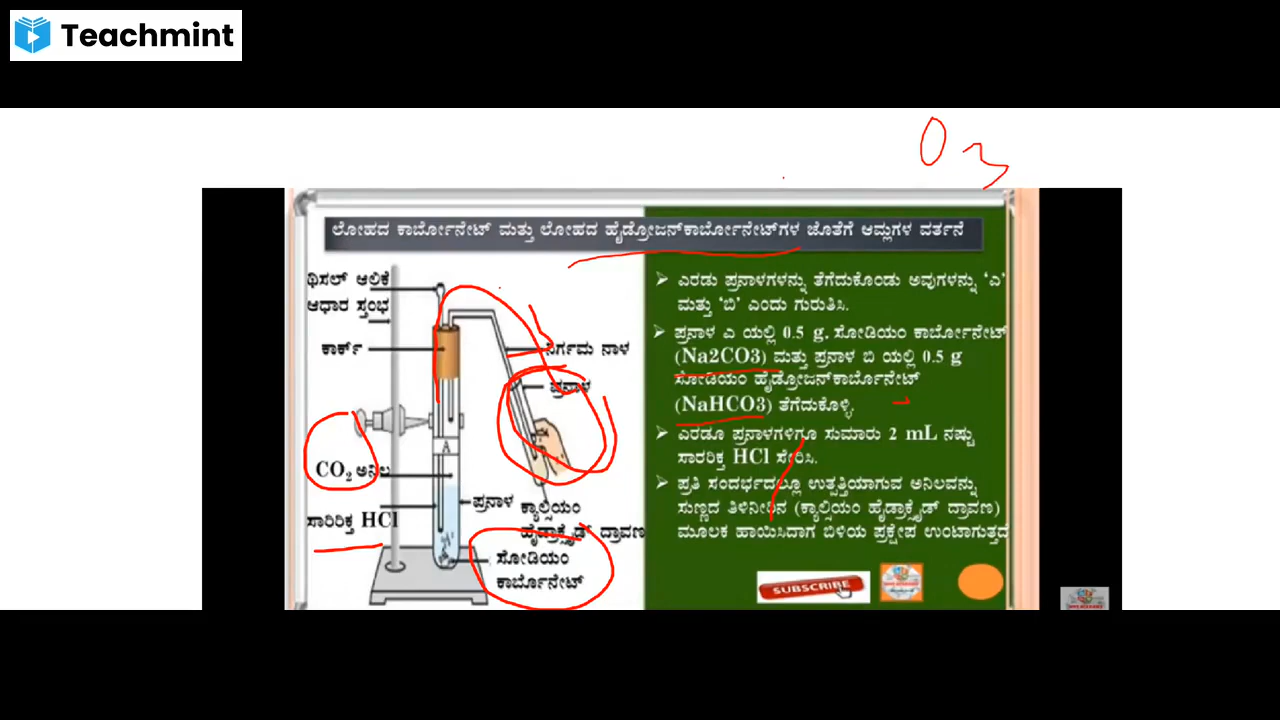 Teachmint
O3
ಲೋಹದ ಕಾರ್ಬೋನೇಟ್ ಮತ್ತು ಲೋಹದ ಹೈಡ್ರೋಜನ್‌ಕಾರ್ಬೋನೇಟ್‌ಗಳ ಜೊತೆಗೆ ಆಮ್ಲಗಳ ವರ್ತನೆ
ಥಿಸಲ್ ಆಲಿಕೆ
ಆಧಾರ ಸ್ತಂಭ
ಕಾರ್ಕ್
ನಿರ್ಗಮ ನಾಳ
ಪ್ರನಾಳ
A
CO2 ಅನಿಲ
ಪ್ರನಾಳ
ಸಾರಿರಿಕ್ತ HCl
ಕ್ಯಾಲ್ಸಿಯಂ
ಹೈಡ್ರಾಕ್ಸೈಡ್ ದ್ರಾವಣ
ಸೋಡಿಯಂ
ಕಾರ್ಬೊನೇಟ್
➢ ಎರಡು ಪ್ರನಾಳಗಳನ್ನು ತೆಗೆದುಕೊಂಡು ಅವುಗಳನ್ನು 'ಎ'
ಮತ್ತು 'ಬಿ' ಎಂದು ಗುರುತಿಸಿ.
➢ ಪ್ರನಾಳ ಎ ಯಲ್ಲಿ 0.5 g. ಸೋಡಿಯಂ ಕಾರ್ಬೋನೇಟ್
(Na2CO3) ಮತ್ತು ಪ್ರನಾಳ ಬಿ ಯಲ್ಲಿ 0.5 g
ಸೋಡಿಯಂ ಹೈಡ್ರೋಜನ್‌ಕಾರ್ಬೊನೇಟ್
(NaHCO3) ತೆಗೆದುಕೊಳ್ಳಿ.
➢ ಎರಡೂ ಪ್ರನಾಳಗಳಿಗೂ ಸುಮಾರು 2 mL ನಷ್ಟು
ಸಾರರಿಕ್ತ HCl ಸೇರಿಸಿ.
➢ ಪ್ರತಿ ಸಂದರ್ಭದಲ್ಲೂ ಉತ್ಪತ್ತಿಯಾಗುವ ಅನಿಲವನ್ನು
ಸುಣ್ಣದ ತಿಳಿನೀರಿನ (ಕ್ಯಾಲ್ಸಿಯಂ ಹೈಡ್ರಾಕ್ಸೈಡ್ ದ್ರಾವಣ)
ಮೂಲಕ ಹಾಯಿಸಿದಾಗ ಬಿಳಿಯ ಪ್ರಕ್ಷೇಪ ಉಂಟಾಗುತ್ತದೆ
SUBSCRIBE